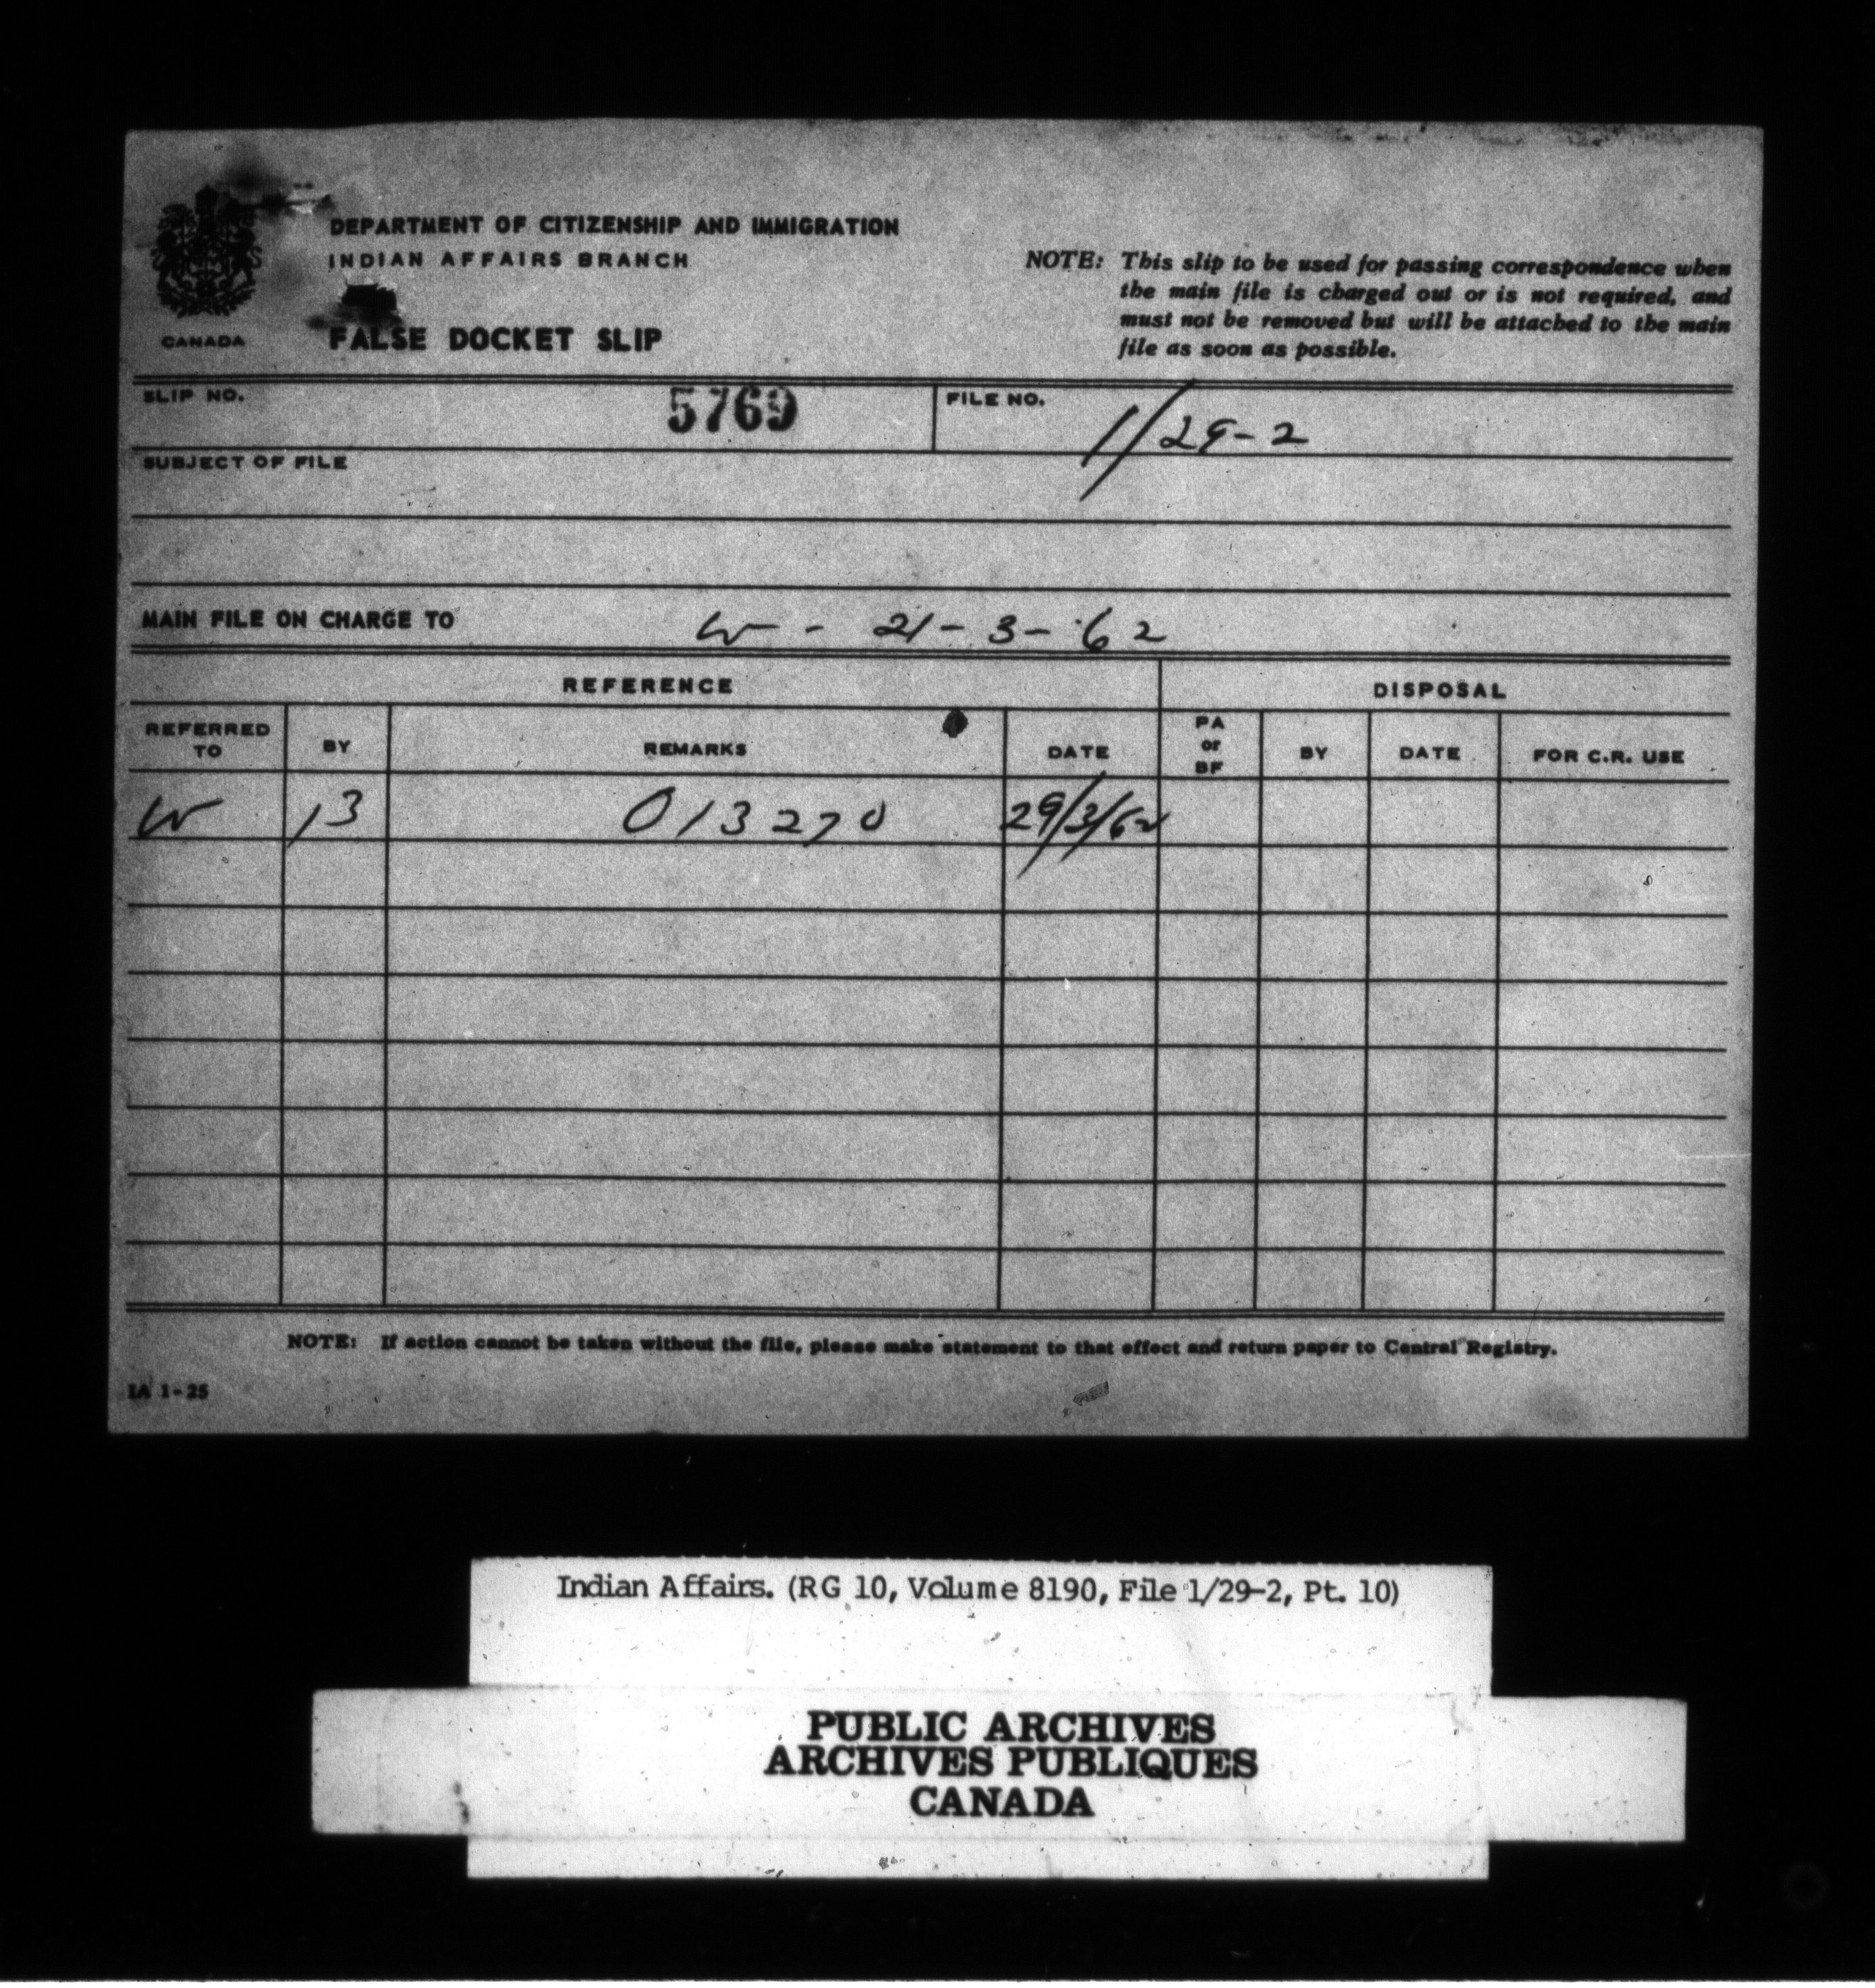 DEPARTMENT OF CITIZENSHIP AND IMMIGRATION
INDIAN AFFAIRS BRANCH
CANADA
FALSE DOCKET SLIP
NOTE: This slip to be used for passing correspondence when
the main file is charged out or is not required, and
must not be removed but will be attached to the main
file as soon as possible.
SLIP NO. 5769 FILE NO. 1/29-2
SUBJECT OF FILE
MAIN FILE ON CHARGE TO W - 21-3-62
REFERENCE DISPOSAL
REFERRED TO BY REMARKS DATE PA or BF BY DATE FOR C.R. USE
W 13 013270 29/3/62
NOTE: If action cannot be taken without the file, please make statement to that effect and return paper to Central Registry.
IA 1-25
Indian Affairs. (RG 10, Volume 8190, File 1/29-2, Pt. 10)
PUBLIC ARCHIVES
ARCHIVES PUBLIQUES
CANADA